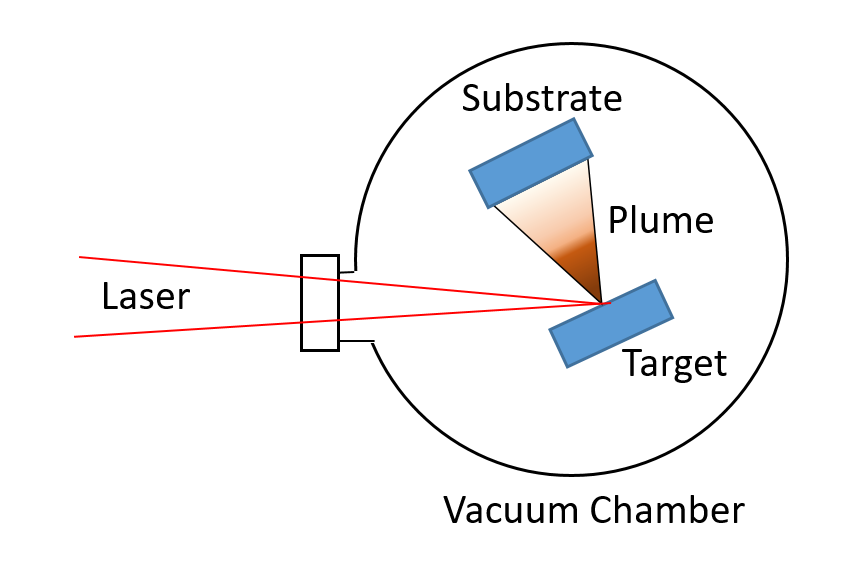 Substrate
Plume
Laser
Target
Vacuum Chamber